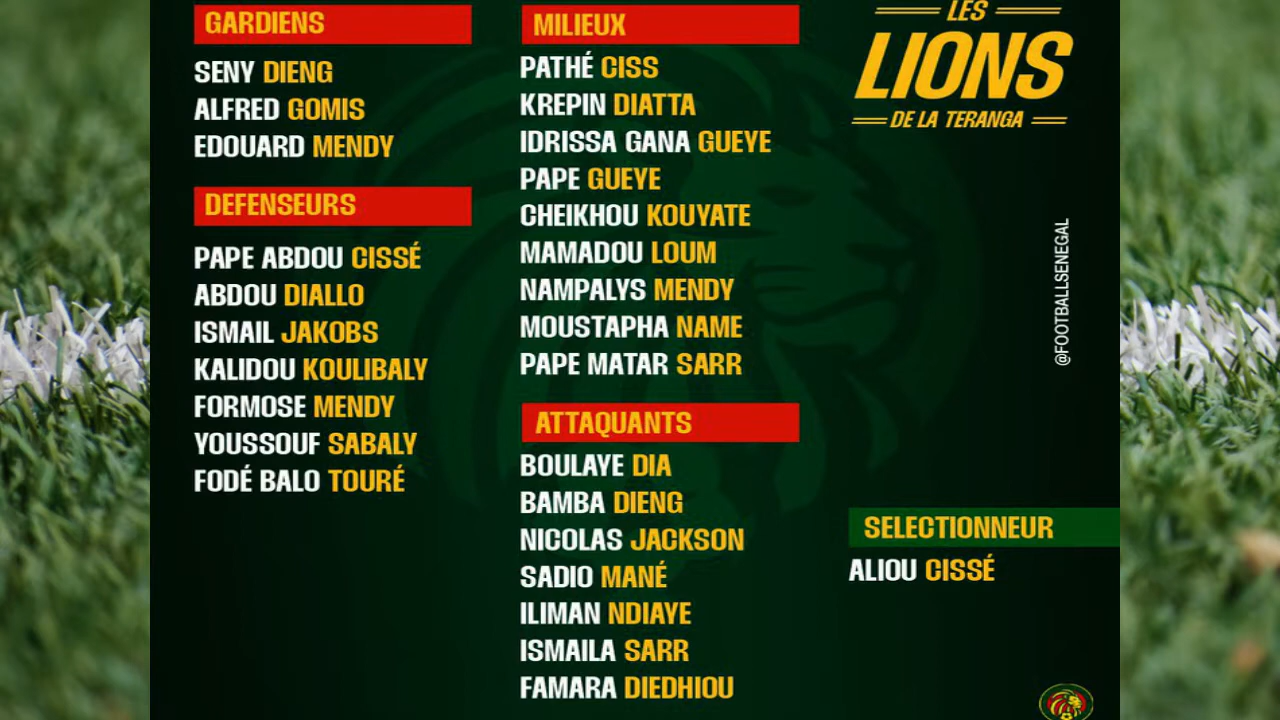 GARDIENS
SENY DIENG
ALFRED GOMIS
EDOUARD MENDY
DEFENSEURS
PAPE ABDOU CISSÉ
ABDOU DIALLO
ISMAIL JAKOBS
KALIDOU KOULIBALY
FORMOSE MENDY
YOUSSOUF SABALY
FODÉ BALO TOURÉ
MILIEUX
PATHÉ CISS
KREPIN DIATTA
IDRISSA GANA GUEYE
PAPE GUEYE
CHEIKHOU KOUYATE
MAMADOU LOUM
NAMPALYS MENDY
MOUSTAPHA NAME
PAPE MATAR SARR
ATTAQUANTS
BOULAYE DIA
BAMBA DIENG
NICOLAS JACKSON
SADIO MANÉ
ILIMAN NDIAYE
ISMAILA SARR
FAMARA DIEDHIOU
LES
LIONS
DE LA TERANGA
@FOOTBALLSENEGAL
SELECTIONNEUR
ALIOU CISSÉ